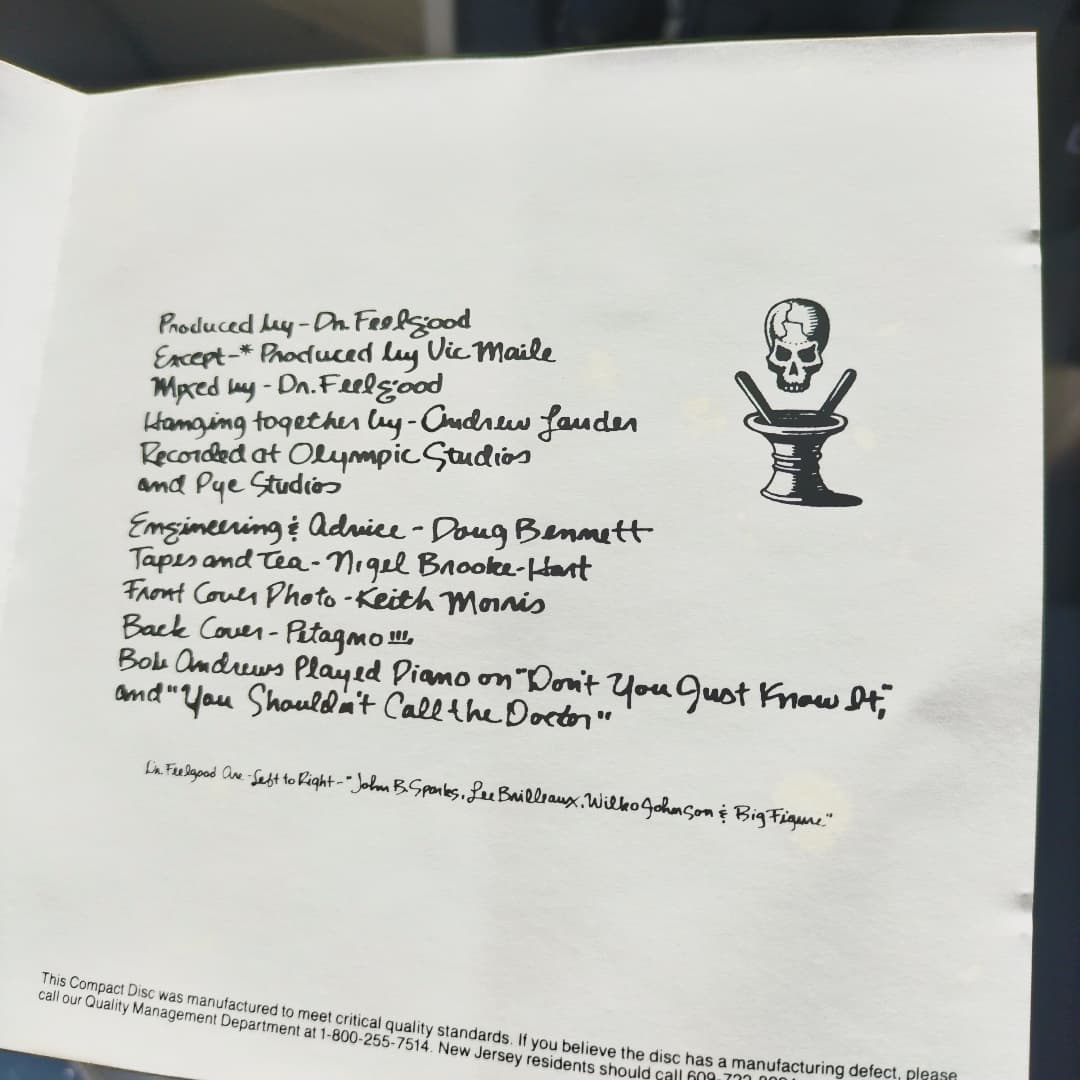 Produced by - Dr. Feelgood
Except - * Produced by Vic Maile
Mixed by - Dr. Feelgood
Hanging together by - Andrew Lauder
Recorded at Olympic Studios
and Pye Studios
Engineering & Advice - Doug Bennett
Tapes and Tea - Nigel Brooke-Hart
Front Cover Photo - Keith Morris
Back Cover - Petagno !!!
Bob Andrews Played Piano on "Don't You Just Know It,"
and "You Shouldn't Call the Doctor"
Dr. Feelgood Are - Left to Right - "John B. Sparks, Lee Brilleaux, Wilko Johnson & Big Figure"
This Compact Disc was manufactured to meet critical quality standards. If you believe the disc has a manufacturing defect, please
call our Quality Management Department at 1-800-255-7514. New Jersey residents should call 609-722-